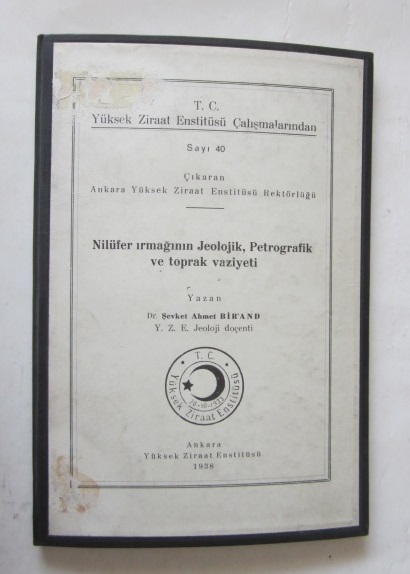 T. C.
Yüksek Ziraat Enstitüsü Çalışmalarından
Sayı 40
Çıkaran
Ankara Yüksek Ziraat Enstitüsü Rektörlüğü
Nilüfer ırmağının Jeolojik, Petrografik
ve toprak vaziyeti
Yazan
Dr. Şevket Ahmet BİR'AND
Y. Z. E. Jeoloji doçenti
T. C.
Yüksek Ziraat Enstitüsü
Ankara
Yüksek Ziraat Enstitüsü
1938